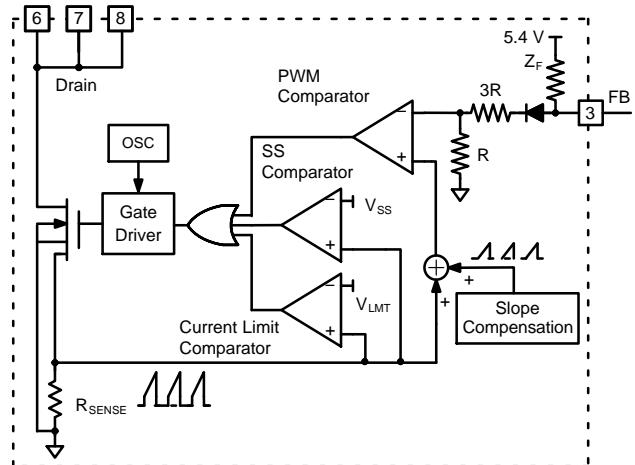 6 7 8
5.4 V
Drain
Z_F
PWM
Comparator
3R
3
FB
OSC
SS
Comparator
R
Gate
Driver
V_SS
V_LMT
Slope
Compensation
Current Limit
Comparator
R_SENSE
− + − + − +
+ + +